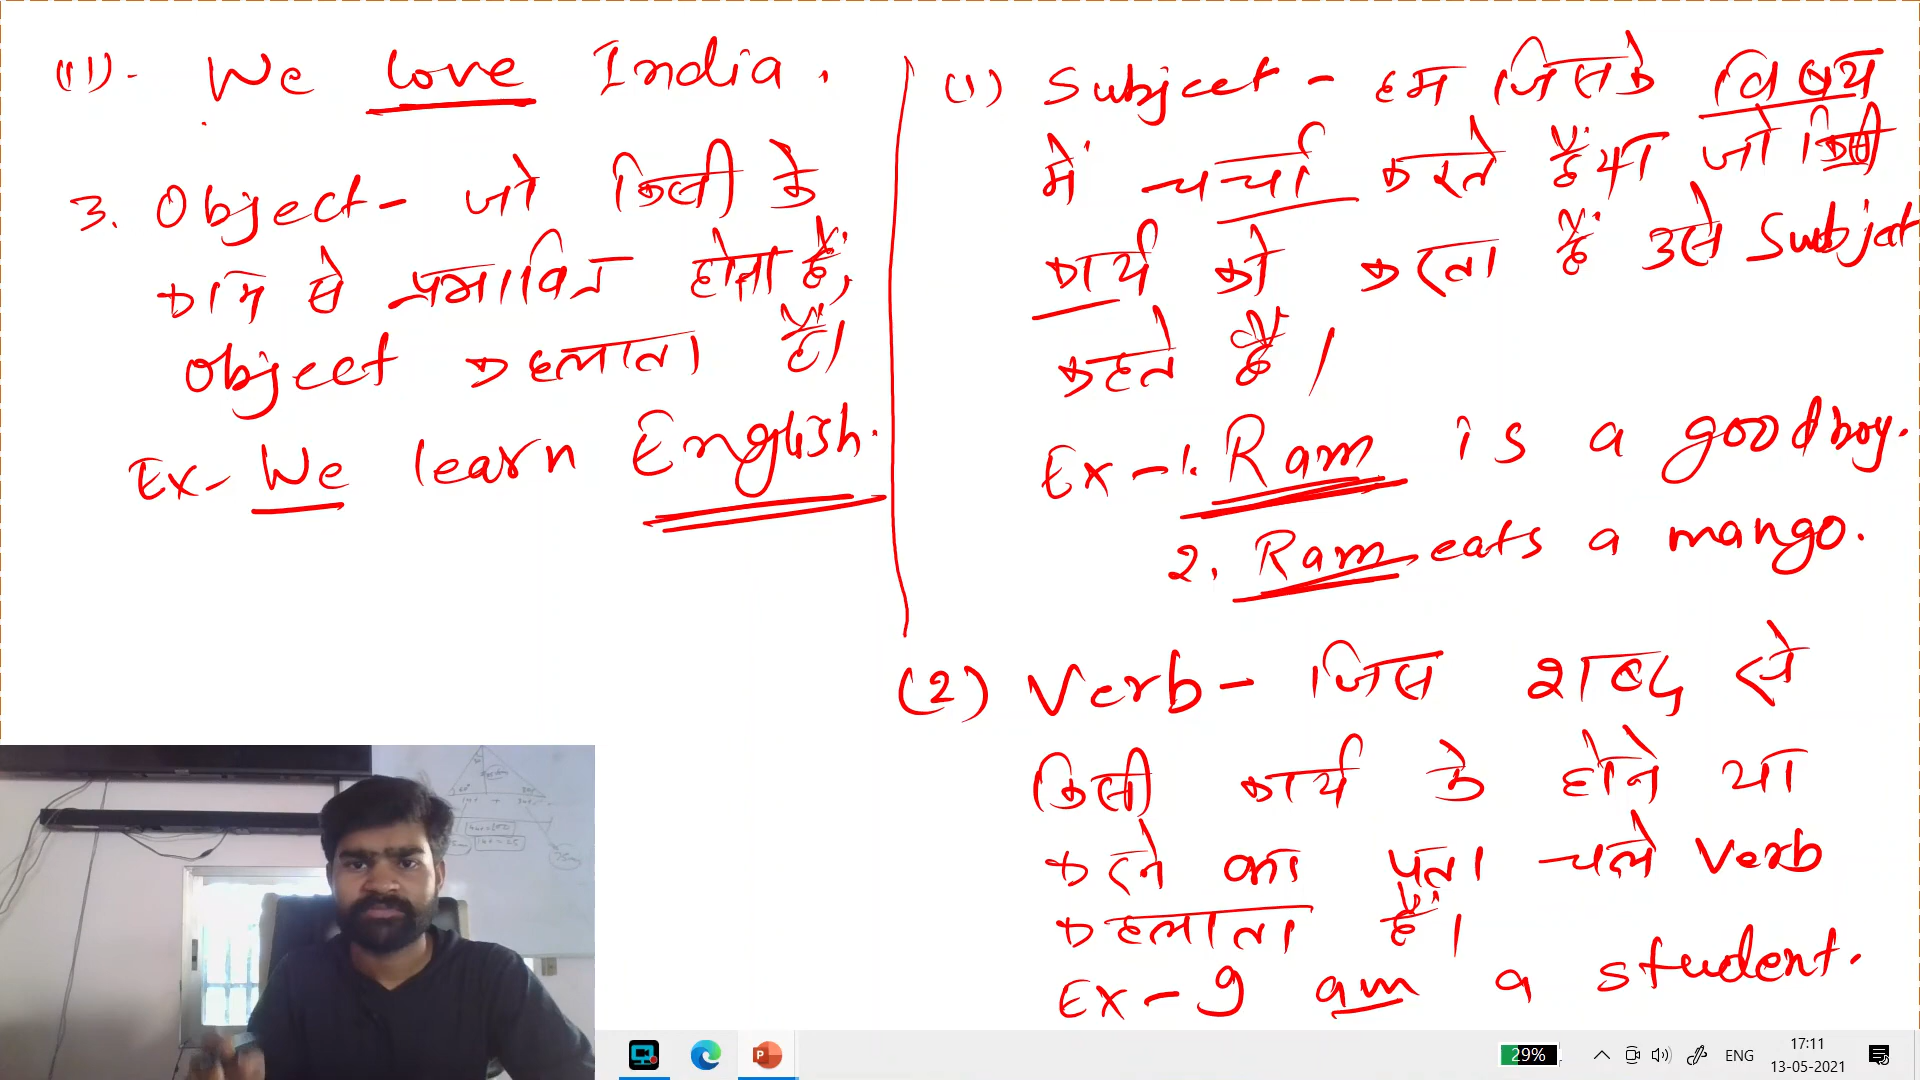 (ii). We love India.
3. Object - जो किसी के
काम से प्रभावित होता है,
Object कहलाता है।
Ex- We learn English.
(1) Subject - हम जिसके विषय
में चर्चा करते हैं या जो किसी
कार्य को करता है उसे Subject
कहते हैं।
Ex-1. Ram is a good boy.
2. Ram eats a mango.
(2) Verb - जिस शब्द से
किसी कार्य के होने या
करने का पता चले Verb
कहलाता है।
Ex - I am a student.
29%
ENG
17:11
13-05-2021